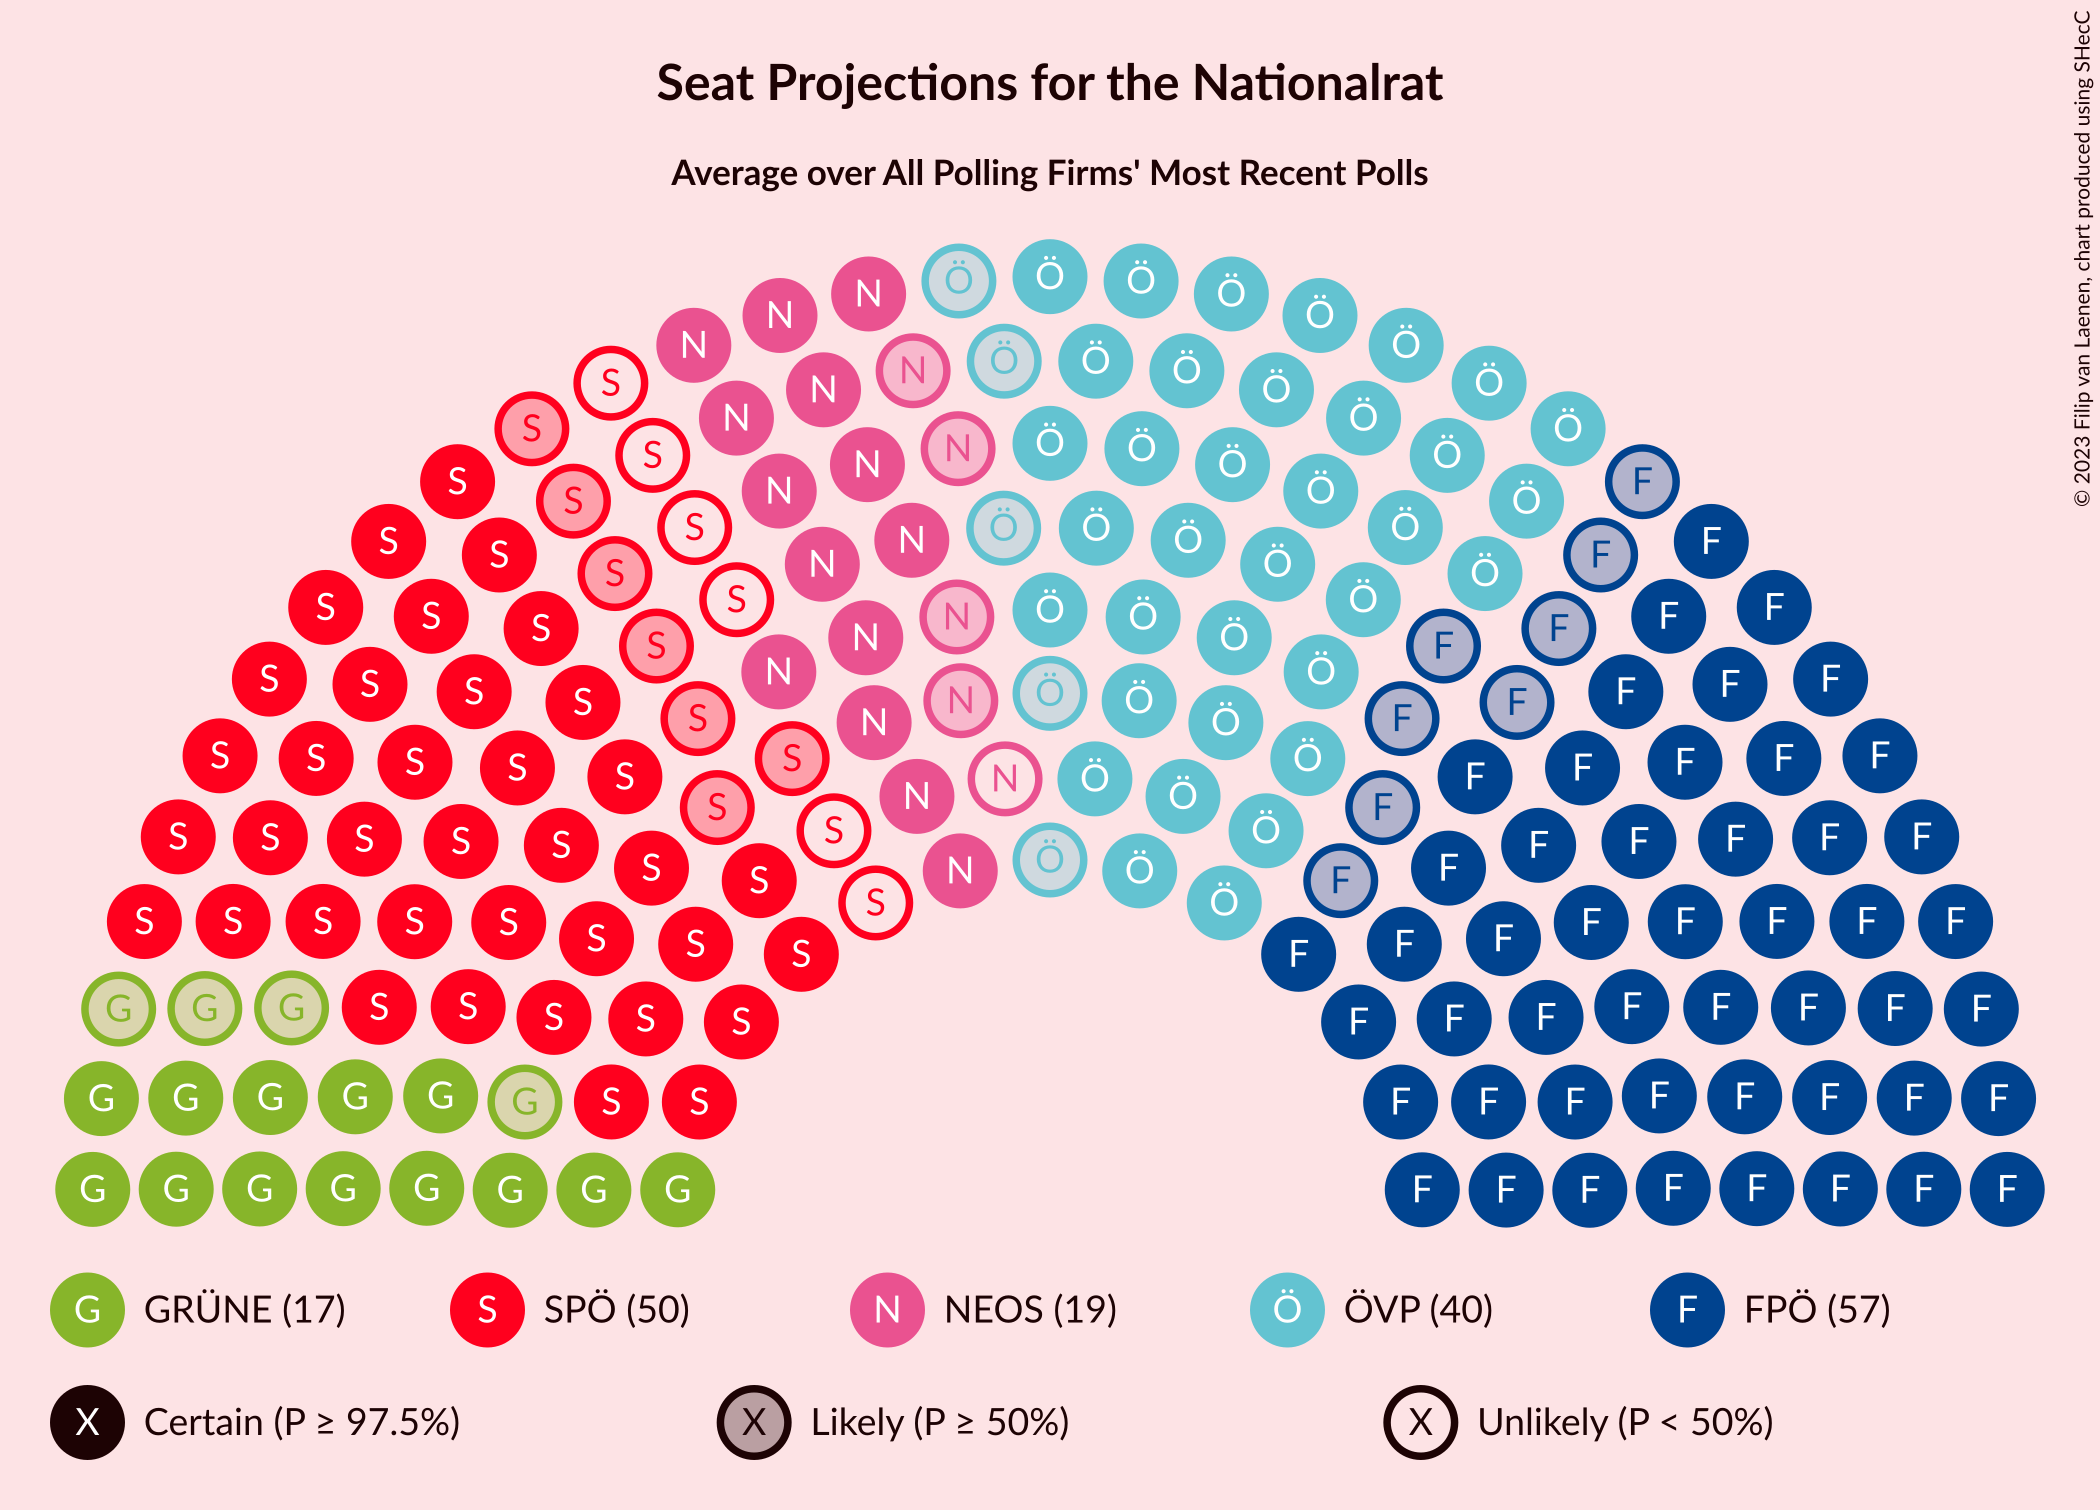 Seat Projections for the Nationalrat
Average over All Polling Firms' Most Recent Polls
© 2023 Filip van Laenen, chart produced using SHecC
Ö Ö Ö Ö Ö Ö Ö Ö
N N N
S S S
F F
N N N Ö Ö Ö Ö Ö Ö Ö
S S S S F F F
N N N Ö Ö Ö Ö Ö Ö
S S S S F F F
N N Ö Ö Ö Ö Ö
S S S S F F F
N N N Ö Ö Ö Ö
S S S S S F F F F
N N Ö Ö Ö Ö
S S S S S S F F F F F
N N Ö Ö Ö
S S S S S S S S F F F F F F F
N Ö Ö Ö
S S S S S S S S F F F F F F F F
G G G S S S S S F F F F F F F F
G G G G G G S S F F F F F F F F
G G G G G G G G F F F F F F F F
G GRÜNE (17) S SPÖ (50) N NEOS (19) Ö ÖVP (40) F FPÖ (57)
X Certain (P ≥ 97.5%) X Likely (P ≥ 50%) X Unlikely (P < 50%)